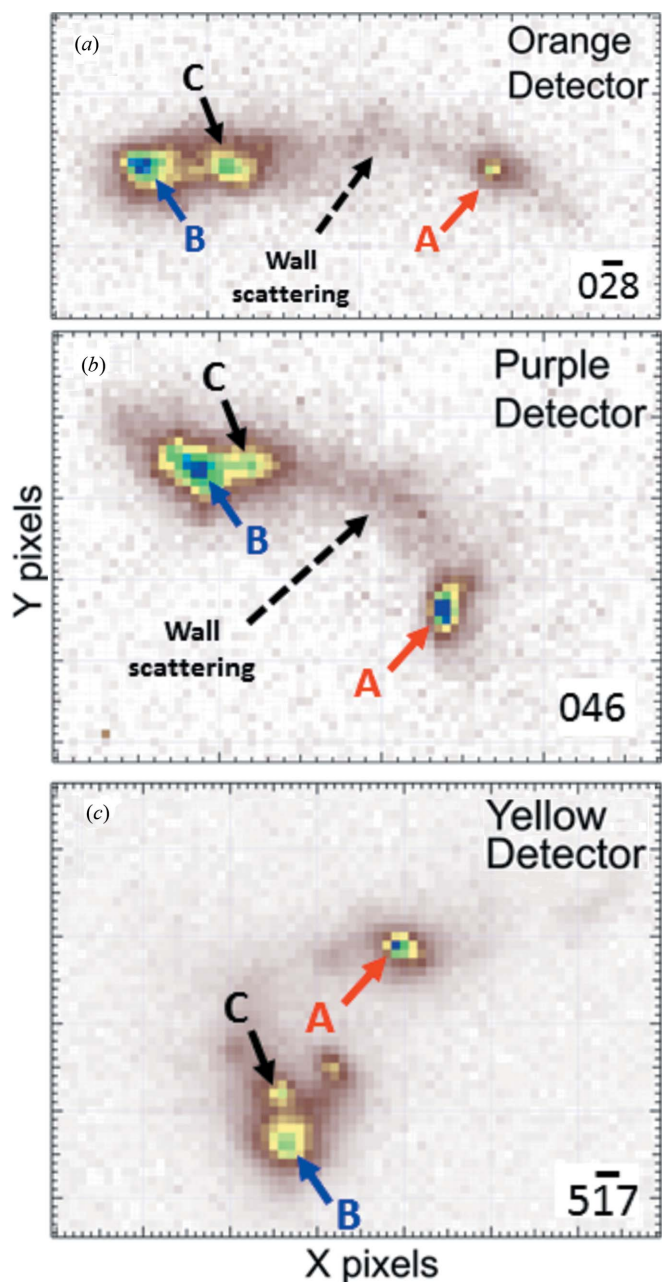 (a)
Orange
Detector
C
B
A
Wall
scattering
02̅8
(b)
Purple
Detector
C
B
Wall
scattering
A
046
Y pixels
(c)
Yellow
Detector
C
A
B
51̅7
X pixels